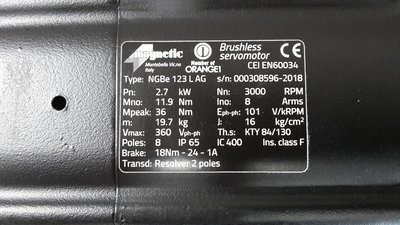 magnetic
Montebello Vic.no
Italy
Member of
ORANGE1
Brushless
servomotor
CEI EN60034
CE
Type: NGBe 123 L AG s/n: 000308596-2018
Pn: 2.7 kW Nn: 3000 RPM
Mno: 11.9 Nm Ino: 8 Arms
Mpeak: 36 Nm Eph-ph: 101 V/kRPM
m: 19.7 kg J: 16 kg/cm²
Vmax: 360 Vph-ph Th.s: KTY 84/130
Poles: 8 IP 65 IC 400 Ins. class F
Brake: 18Nm - 24 - 1A
Transd: Resolver 2 poles